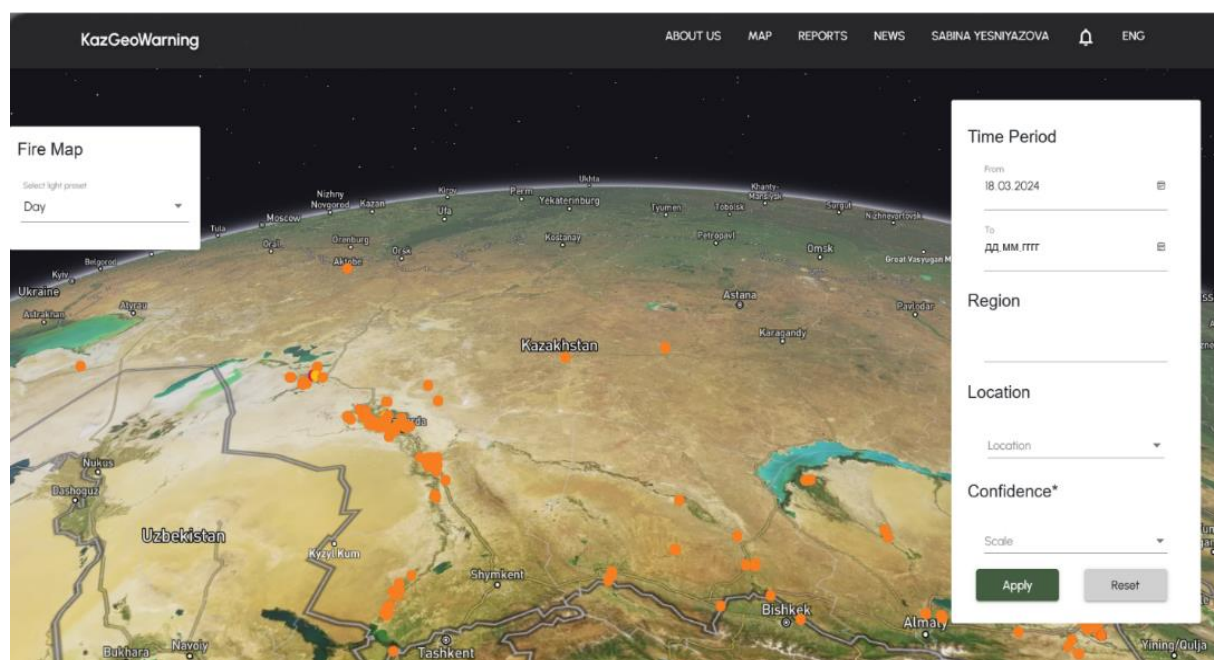 KazGeoWarning
ABOUT US MAP REPORTS NEWS SABINA YESNIYAZOVA ENG
Fire Map
Select light preset
Day
Time Period
From
18.03.2024
To
дд.мм.гггг
Region
Location
Location
Confidence*
Scale
Apply Reset
Ukhta
Nizhny Novgorod
Kazan
Kirov
Perm
Yekaterinburg
Khanty-Mansiysk
Tyumen
Tobolsk
Surgut
Nizhnevartovsk
Tula
Moscow
Ufa
Oral
Orenburg
Orsk
Kostanay
Petropavl
Omsk
Great Vasyugan M
Belgorod
Kyiv
Aktobe
Ukraine
Astrakhan
Atyrau
Astana
Pavlodar
Karagandy
Kazakhstan
Nukus
Dashoguz
Uzbekistan
Kyzyl Kum
Shymkent
Bishkek
Almaty
Bukhara
Navoiy
Tashkent
Yining/Qulja